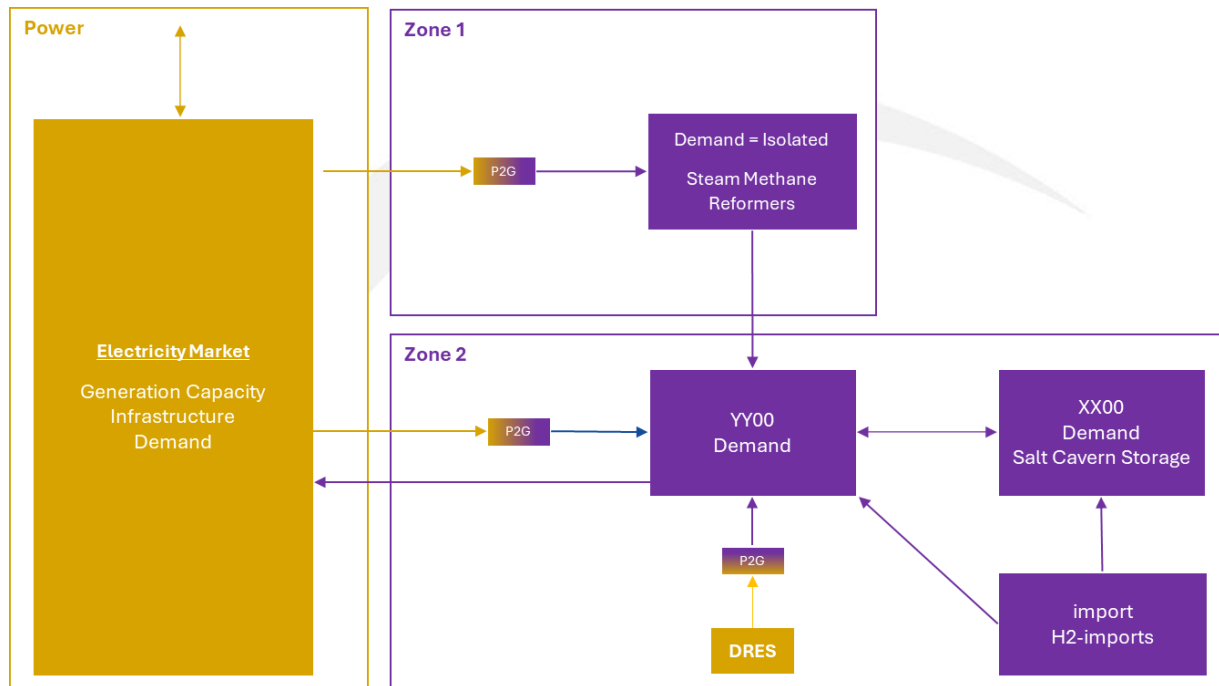 Power
Electricity Market
Generation Capacity
Infrastructure
Demand
Zone 1
P2G
Demand = Isolated
Steam Methane
Reformers
Zone 2
P2G
YY00
Demand
XX00
Demand
Salt Cavern Storage
P2G
DRES
import
H2-imports